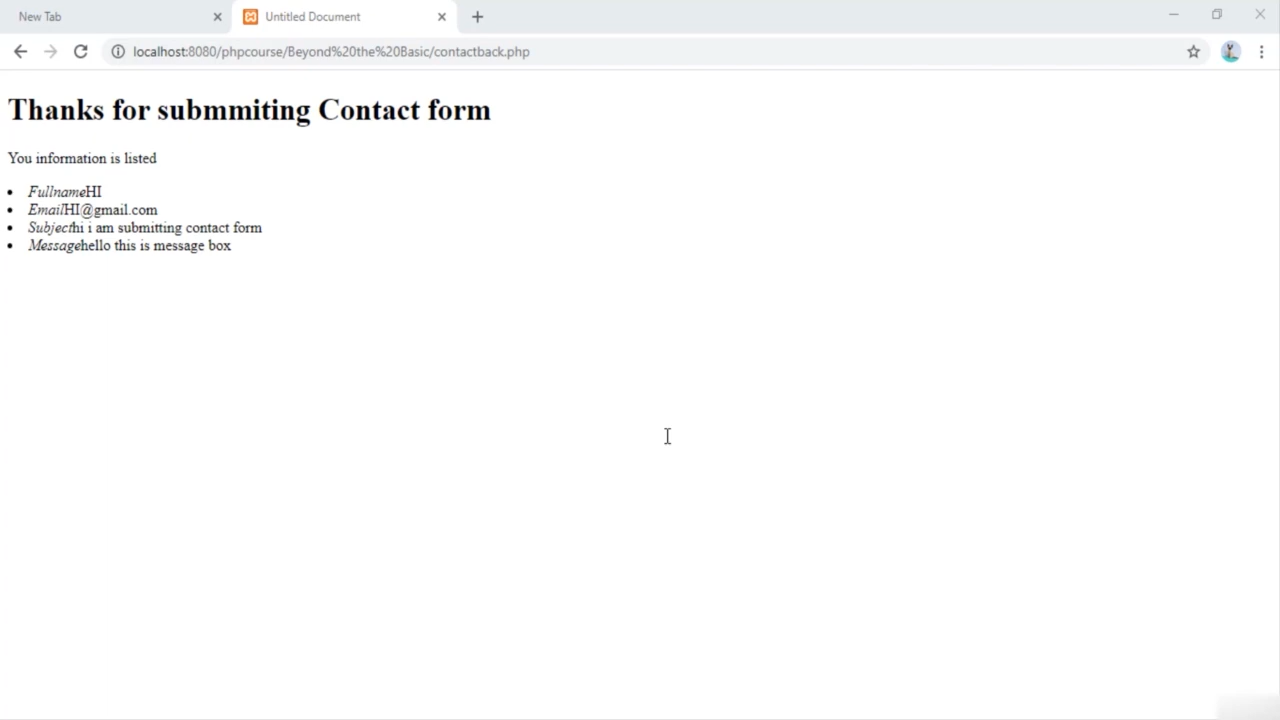 New Tab
Untitled Document
localhost:8080/phpcourse/Beyond%20the%20Basic/contactback.php
Thanks for submmiting Contact form
You information is listed
FullnameHI
EmailHI@gmail.com
Subjecthi i am submitting contact form
Messagehello this is message box